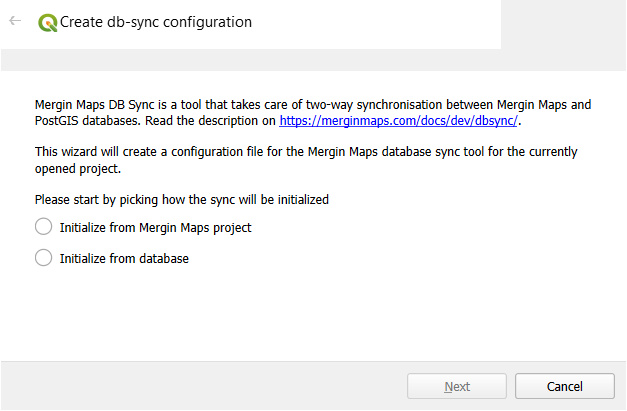 Create db-sync configuration
Mergin Maps DB Sync is a tool that takes care of two-way synchronisation between Mergin Maps and
PostGIS databases. Read the description on https://merginmaps.com/docs/dev/dbsync/.
This wizard will create a configuration file for the Mergin Maps database sync tool for the currently
opened project.
Please start by picking how the sync will be initialized
Initialize from Mergin Maps project
Initialize from database
Next
Cancel